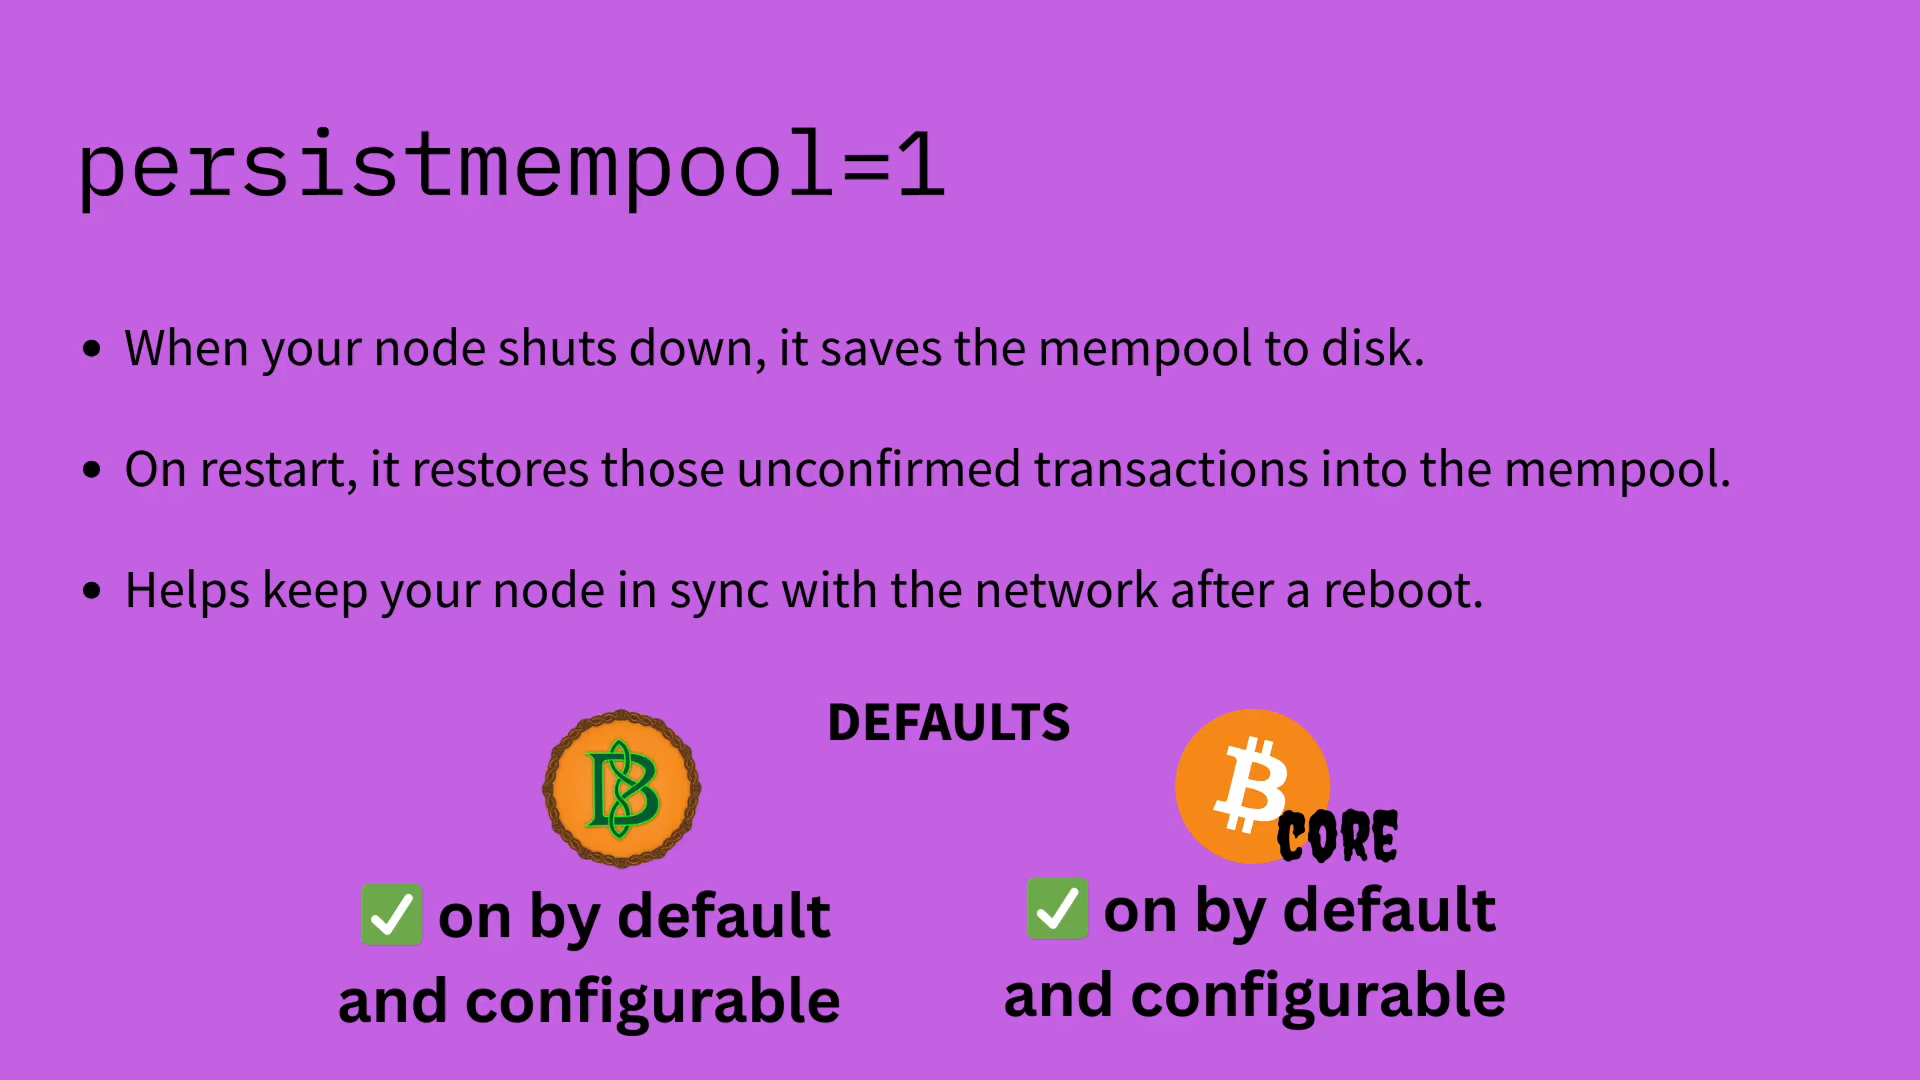 persistmempool=1
• When your node shuts down, it saves the mempool to disk.
• On restart, it restores those unconfirmed transactions into the mempool.
• Helps keep your node in sync with the network after a reboot.
DEFAULTS
B
₿
CORE
✅ on by default
and configurable
✅ on by default
and configurable